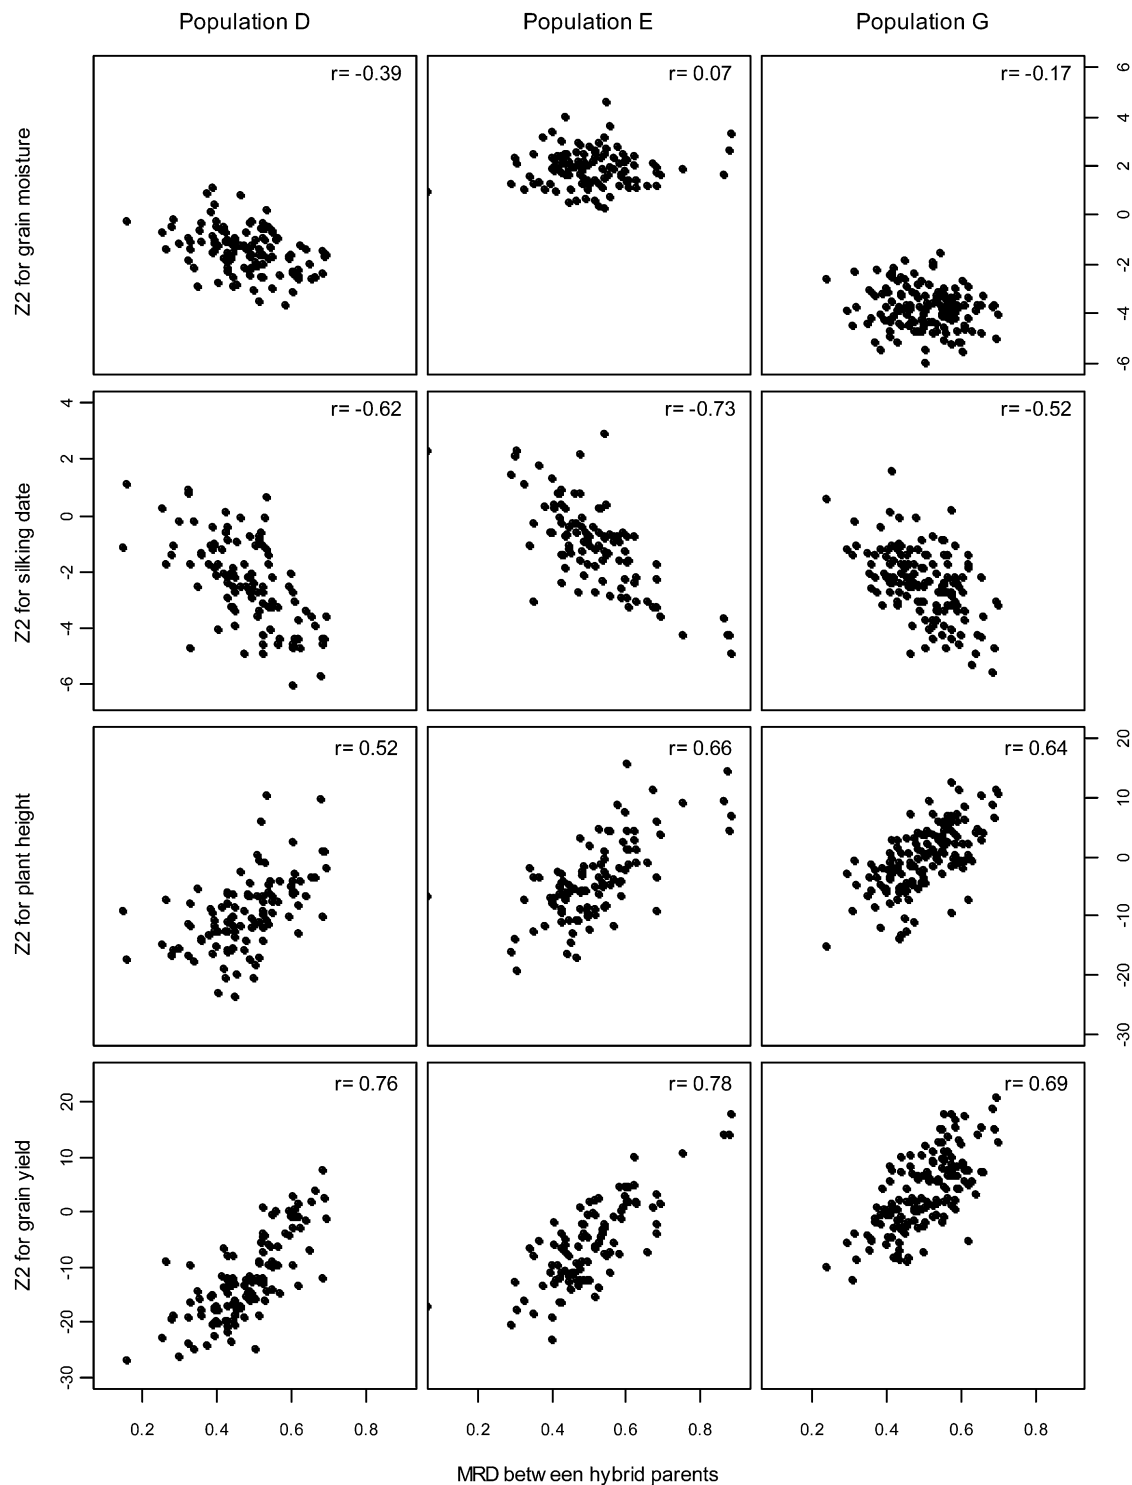 Population D Population E Population G
r= -0.39 r= 0.07 r= -0.17
Z2 for grain moisture
6
4
2
0
-2
-4
-6
r= -0.62 r= -0.73 r= -0.52
Z2 for silking date
4
2
0
-2
-4
-6
r= 0.52 r= 0.66 r= 0.64
Z2 for plant height
20
10
0
-10
-20
-30
r= 0.76 r= 0.78 r= 0.69
Z2 for grain yield
20
10
0
-10
-20
-30
0.2 0.4 0.6 0.8 0.2 0.4 0.6 0.8 0.2 0.4 0.6 0.8
MRD between hybrid parents